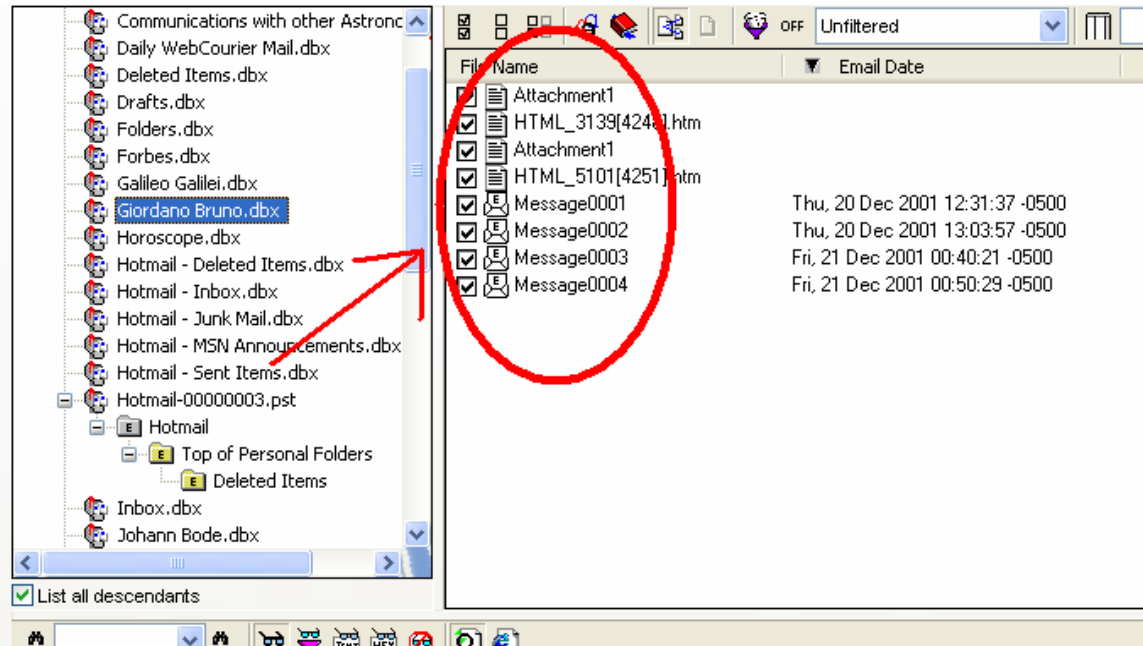 Communications with other Astronc
Daily WebCourier Mail.dbx
Deleted Items.dbx
Drafts.dbx
Folders.dbx
Forbes.dbx
Galileo Galilei.dbx
Giordano Bruno.dbx
Horoscope.dbx
Hotmail - Deleted Items.dbx
Hotmail - Inbox.dbx
Hotmail - Junk Mail.dbx
Hotmail - MSN Announcements.dbx
Hotmail - Sent Items.dbx
Hotmail-00000003.pst
E Hotmail
E Top of Personal Folders
E Deleted Items
Inbox.dbx
Johann Bode.dbx
List all descendants
OFF Unfiltered
File Name Email Date
Attachment1
HTML_3139[4248].htm
Attachment1
HTML_5101[4251].htm
Message0001 Thu, 20 Dec 2001 12:31:37 -0500
Message0002 Thu, 20 Dec 2001 13:03:57 -0500
Message0003 Fri, 21 Dec 2001 00:40:21 -0500
Message0004 Fri, 21 Dec 2001 00:50:29 -0500